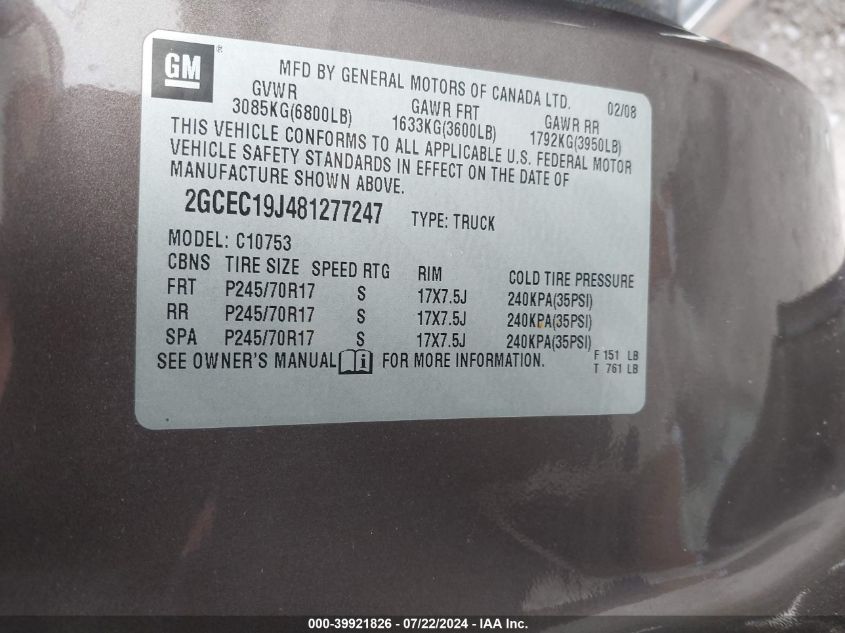 GM ®
MFD BY GENERAL MOTORS OF CANADA LTD. 02/08
GVWR GAWR FRT GAWR RR
3085KG(6800LB) 1633KG(3600LB) 1792KG(3950LB)
THIS VEHICLE CONFORMS TO ALL APPLICABLE U.S. FEDERAL MOTOR
VEHICLE SAFETY STANDARDS IN EFFECT ON THE DATE OF
MANUFACTURE SHOWN ABOVE.
2GCEC19J481277247 TYPE: TRUCK
MODEL: C10753
CBNS TIRE SIZE SPEED RTG RIM COLD TIRE PRESSURE
FRT P245/70R17 S 17X7.5J 240KPA(35PSI)
RR P245/70R17 S 17X7.5J 240KPA(35PSI)
SPA P245/70R17 S 17X7.5J 240KPA(35PSI)
SEE OWNER'S MANUAL i FOR MORE INFORMATION. F 151 LB
T 761 LB
000-39921826 - 07/22/2024 - IAA Inc.